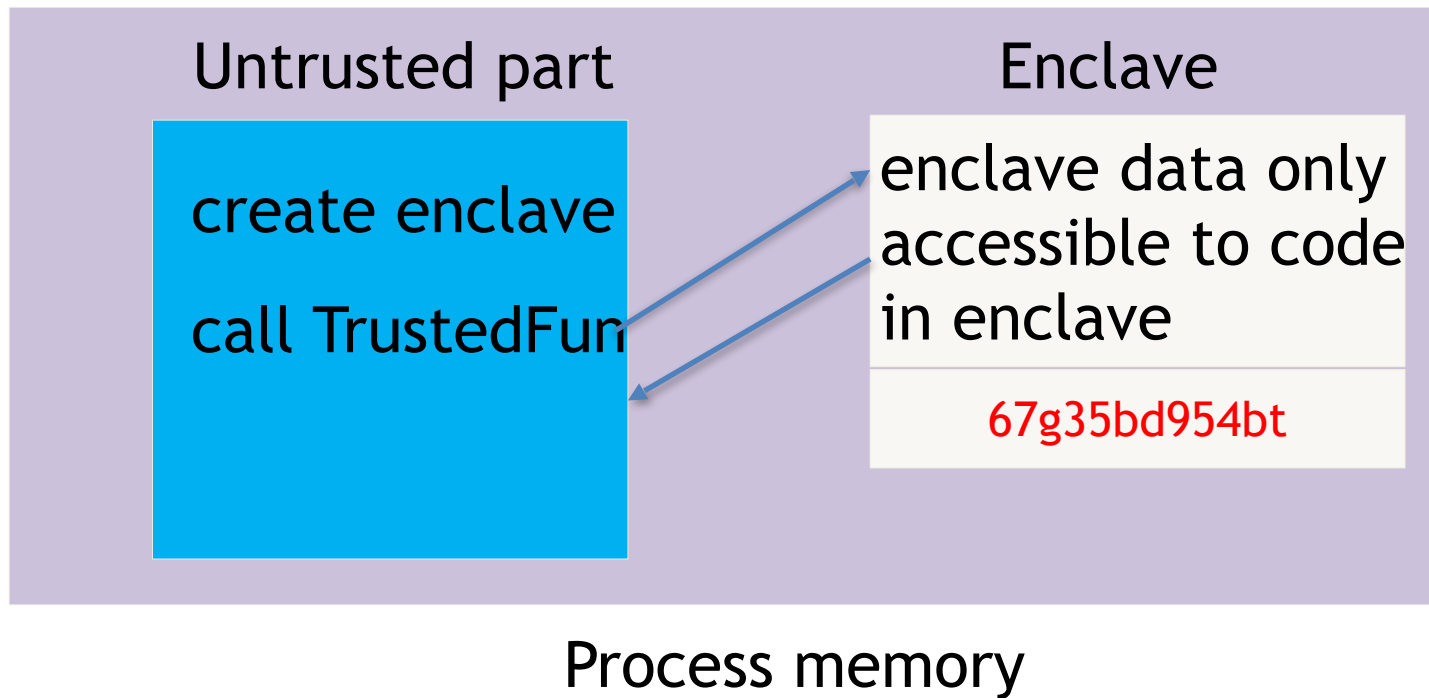 Untrusted part
Enclave
create enclave
call TrustedFun
enclave data only
accessible to code
in enclave
67g35bd954bt
Process memory